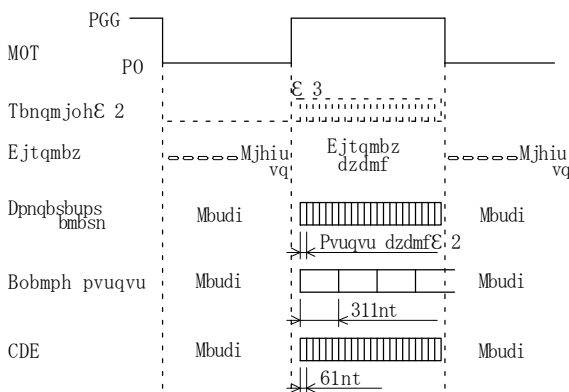 PGG
MOT
PO
Ɛ 3
TbnqmjohƐ 2
Ejtqmbz
Mjhiu
vq
Ejtqmbz
dzdmf
Mjhiu
vq
Dpnqbsbups
bmbsn
Mbudi
Mbudi
Pvuqvu dzdmfƐ 2
Bobmph pvuqvu
Mbudi
Mbudi
311nt
CDE
Mbudi
Mbudi
61nt